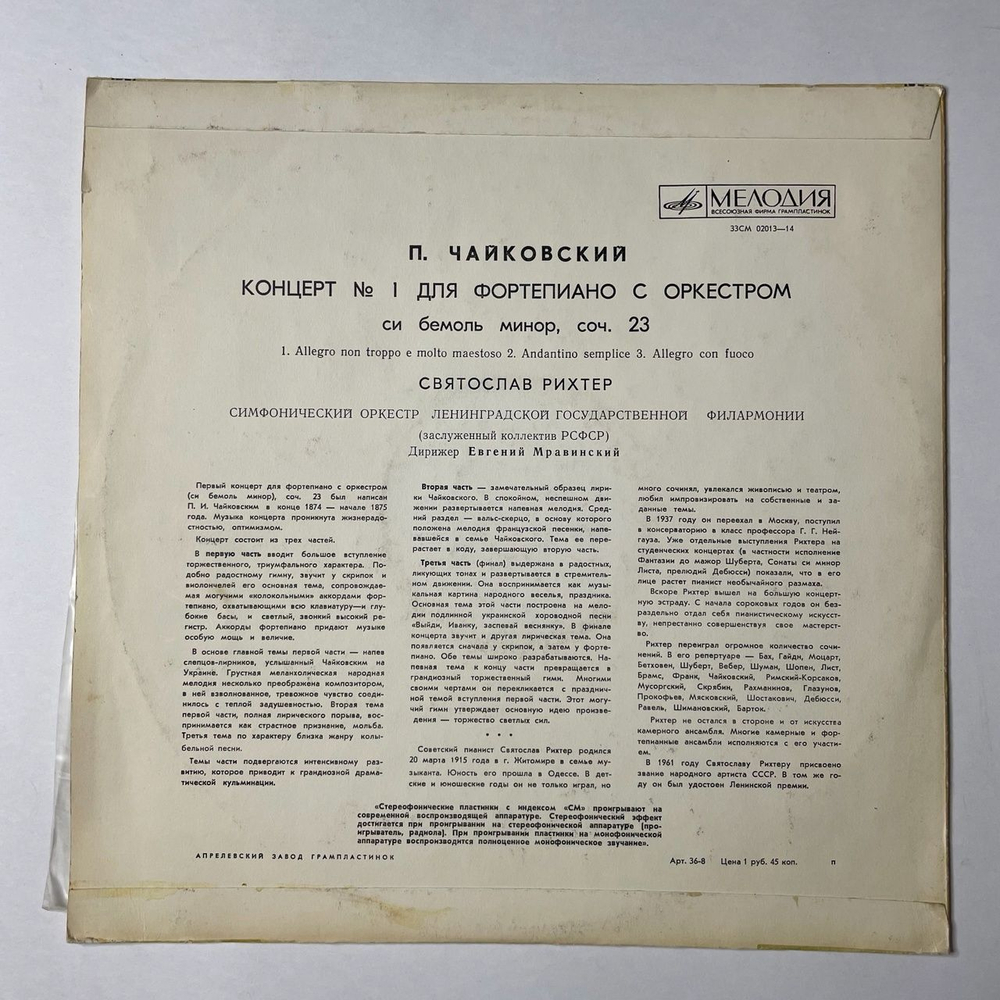 МЕЛОДИЯ
ВСЕСОЮЗНАЯ ФИРМА ГРАМПЛАСТИНОК
33СМ 02013—14
П. ЧАЙКОВСКИЙ
КОНЦЕРТ № I ДЛЯ ФОРТЕПИАНО С ОРКЕСТРОМ
си бемоль минор, соч. 23
1. Allegro non troppo e molto maestoso 2. Andantino semplice 3. Allegro con fuoco
СВЯТОСЛАВ РИХТЕР
СИМФОНИЧЕСКИЙ ОРКЕСТР ЛЕНИНГРАДСКОЙ ГОСУДАРСТВЕННОЙ ФИЛАРМОНИИ
(заслуженный коллектив РСФСР)
Дирижер Евгений Мравинский
Первый концерт для фортепиано с оркестром
(си бемоль минор), соч. 23 был написан
П. И. Чайковским в конце 1874 — начале 1875
года. Музыка концерта проникнута жизнерадо-
стностью, оптимизмом.
Концерт состоит из трех частей.
В первую часть вводит большое вступление
торжественного, триумфального характера. По-
добно радостному гимну, звучит у скрипок и
виолончелей его основная тема, сопровождае-
мая могучими «колокольными» аккордами фор-
тепиано, охватывающими всю клавиатуру—и глу-
бокие басы, и светлый, звонкий высокий ре-
гистр. Аккорды фортепиано придают музыке
особую мощь и величие.
В основе главной темы первой части — напев
слепцов-лирников, услышанный Чайковским на
Украине. Грустная меланхолическая народная
мелодия несколько преображена композитором,
в ней взволнованное, тревожное чувство соеди-
нилось с теплой задушевностью. Вторая тема
первой части, полная лирического порыва, вос-
принимается как страстное признание, мольба.
Третья тема по характеру близка жанру колы-
бельной песни.
Темы части подвергаются интенсивному раз-
витию, которое приводит к грандиозной драма-
тической кульминации.
Вторая часть — замечательный образец лири-
ки Чайковского. В спокойном, неспешном дви-
жении развертывается напевная мелодия. Сред-
ний раздел — вальс-скерцо, в основу которого
положена мелодия французской песенки, напе-
вавшейся в семье Чайковского. Тема ее пере-
растает в коду, завершающую вторую часть.
Третья часть (финал) выдержана в радостных,
ликующих тонах и развертывается в стремитель-
ном движении. Она воспринимается как музы-
кальная картина народного веселья, праздника.
Основная тема этой части построена на мело-
дии подлинной украинской хороводной песни
«Выйди, Иванку, заспевай веснянку». В финале
концерта звучит и другая лирическая тема. Она
появляется сначала у скрипок, а затем у форте-
пиано. Обе темы широко разрабатываются. На-
певная тема к концу части превращается в
грандиозный торжественный гимн. Многими
своими чертами он перекликается с празднич-
ной темой вступления первой части. Этот могу-
чий гимн утверждает основную идею произве-
дения — торжество светлых сил.
* * *
Советский пианист Святослав Рихтер родился
20 марта 1915 года в г. Житомире в семье му-
зыканта. Юность его прошла в Одессе. В дет-
ские и юношеские годы он не только играл, но
много сочинял, увлекался живописью и театром,
любил импровизировать на собственные и за-
данные темы.
В 1937 году он переехал в Москву, поступил
в консерваторию в класс профессора Г. Г. Ней-
гауза. Уже отдельные выступления Рихтера на
студенческих концертах (в частности исполнение
Фантазии до мажор Шуберта, Сонаты си минор
Листа, прелюдий Дебюсси) показали, что в его
лице растет пианист необычайного размаха.
Вскоре Рихтер вышел на большую концерт-
ную эстраду. С начала сороковых годов он без-
раздельно отдал себя пианистическому искусст-
ву, непрестанно совершенствуя свое мастерст-
во.
Рихтер переиграл огромное количество сочи-
нений. В его репертуаре — Бах, Гайдн, Моцарт,
Бетховен, Шуберт, Вебер, Шуман, Шопен, Лист,
Брамс, Франк, Чайковский, Римский-Корсаков,
Мусоргский, Скрябин, Рахманинов, Глазунов,
Прокофьев, Мясковский, Шостакович, Дебюсси,
Равель, Шимановский, Барток.
Рихтер не остался в стороне и от искусства
камерного ансамбля. Многие камерные и фор-
тепианные ансамбли исполняются с его участи-
ем.
В 1961 году Святославу Рихтеру присвоено
звание народного артиста СССР. В том же го-
ду он был удостоен Ленинской премии.
«Стереофонические пластинки с индексом «СМ» проигрывают на
современной воспроизводящей аппаратуре. Стереофонический эффект
достигается при проигрывании на стереофонической аппаратуре (про-
игрыватель, радиола). При проигрывании пластинки на монофонической
аппаратуре воспроизводится полноценное монофоническое звучание».
АПРЕЛЕВСКИЙ ЗАВОД ГРАМПЛАСТИНОК
Арт. 36-8 Цена 1 руб. 45 коп. п